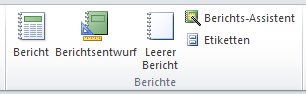 Bericht
Berichtsentwurf
Leerer
Bericht
Berichts-Assistent
Etiketten
Berichte